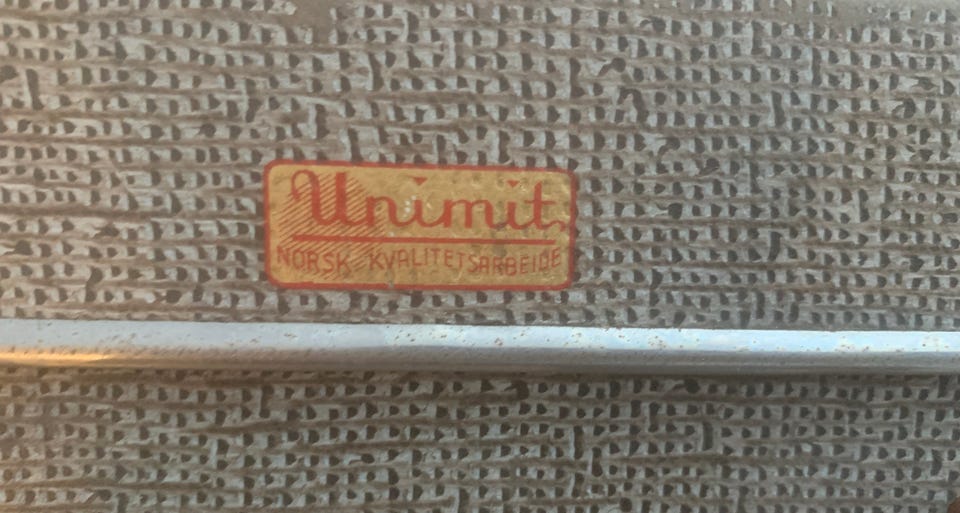 Unimit
NORSK KVALITETSARBEIDE